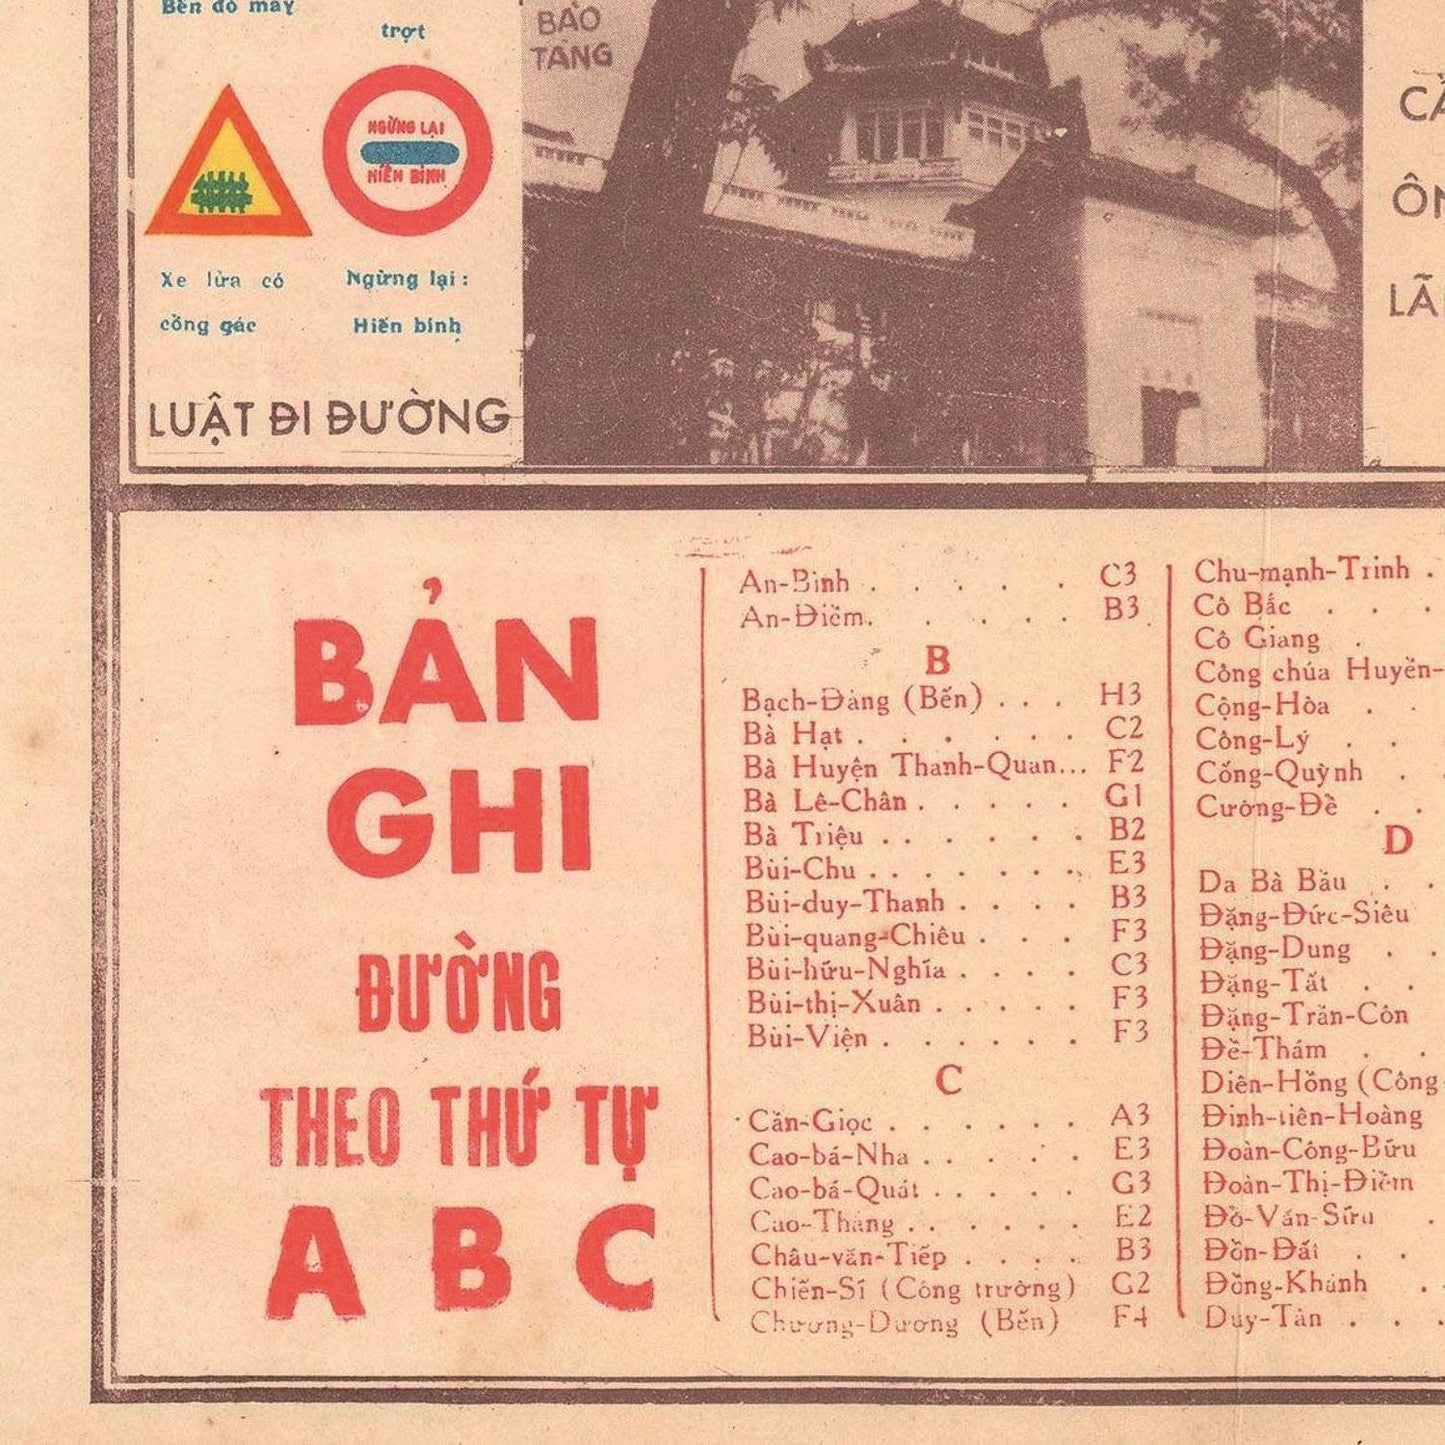 Bến đò máy
trợt
NGỪNG LẠI
HIẾN BINH
Xe lửa có
cổng gác
Ngừng lại :
Hiến binh
LUẬT ĐI ĐƯỜNG
BẢO
TÀNG
CẢ
ÔN
LÃ
BẢN
GHI
ĐƯỜNG
THEO THỨ TỰ
A B C
An-Bình . . . . . . C3
An-Điềm. . . . . . B3
B
Bạch-Đằng (Bến) . . . H3
Bà Hạt . . . . . . . C2
Bà Huyện Thanh-Quan... F2
Bà Lê-Chân . . . . . G1
Bà Triệu . . . . . . . B2
Bùi-Chu . . . . . . . E3
Bùi-duy-Thanh . . . . B3
Bùi-quang-Chiêu . . . F3
Bùi-hữu-Nghĩa . . . . C3
Bùi-thị-Xuân . . . . . F3
Bùi-Viện . . . . . . F3
C
Cần-Giọc . . . . . . A3
Cao-bá-Nha . . . . . E3
Cao-bá-Quát . . . . . G3
Cao-Thắng . . . . . . E2
Châu-văn-Tiếp . . . . B3
Chiến-Sĩ (Công trường) G2
Chương-Dương (Bến) F4
Chu-mạnh-Trinh .
Cô Bắc . . .
Cô Giang .
Công chúa Huyền-
Cộng-Hòa . .
Công-Lý . .
Cống-Quỳnh .
Cường-Đề . .
D
Da Bà Bầu . .
Đặng-Đức-Siêu
Đặng-Dung . .
Đặng-Tất . .
Đặng-Trần-Côn
Đề-Thám . .
Diên-Hồng (Công
Đinh-tiên-Hoàng
Đoàn-Công-Bửu
Đoàn-Thị-Điểm
Đồ-Văn-Sửu .
Đồn-Đất . .
Đồng-Khánh .
Duy-Tân . . .